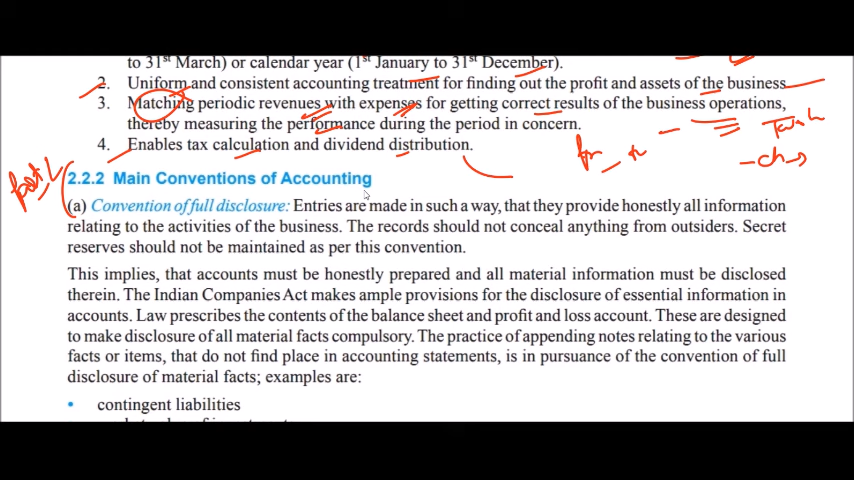 to 31st March) or calendar year (1st January to 31st December).
2. Uniform and consistent accounting treatment for finding out the profit and assets of the business
3. Matching periodic revenues with expenses for getting correct results of the business operations,
thereby measuring the performance during the period in concern.
4. Enables tax calculation and dividend distribution.
2.2.2 Main Conventions of Accounting
(a) Convention of full disclosure: Entries are made in such a way, that they provide honestly all information
relating to the activities of the business. The records should not conceal anything from outsiders. Secret
reserves should not be maintained as per this convention.
This implies, that accounts must be honestly prepared and all material information must be disclosed
therein. The Indian Companies Act makes ample provisions for the disclosure of essential information in
accounts. Law prescribes the contents of the balance sheet and profit and loss account. These are designed
to make disclosure of all material facts compulsory. The practice of appending notes relating to the various
facts or items, that do not find place in accounting statements, is in pursuance of the convention of full
disclosure of material facts; examples are:
• contingent liabilities